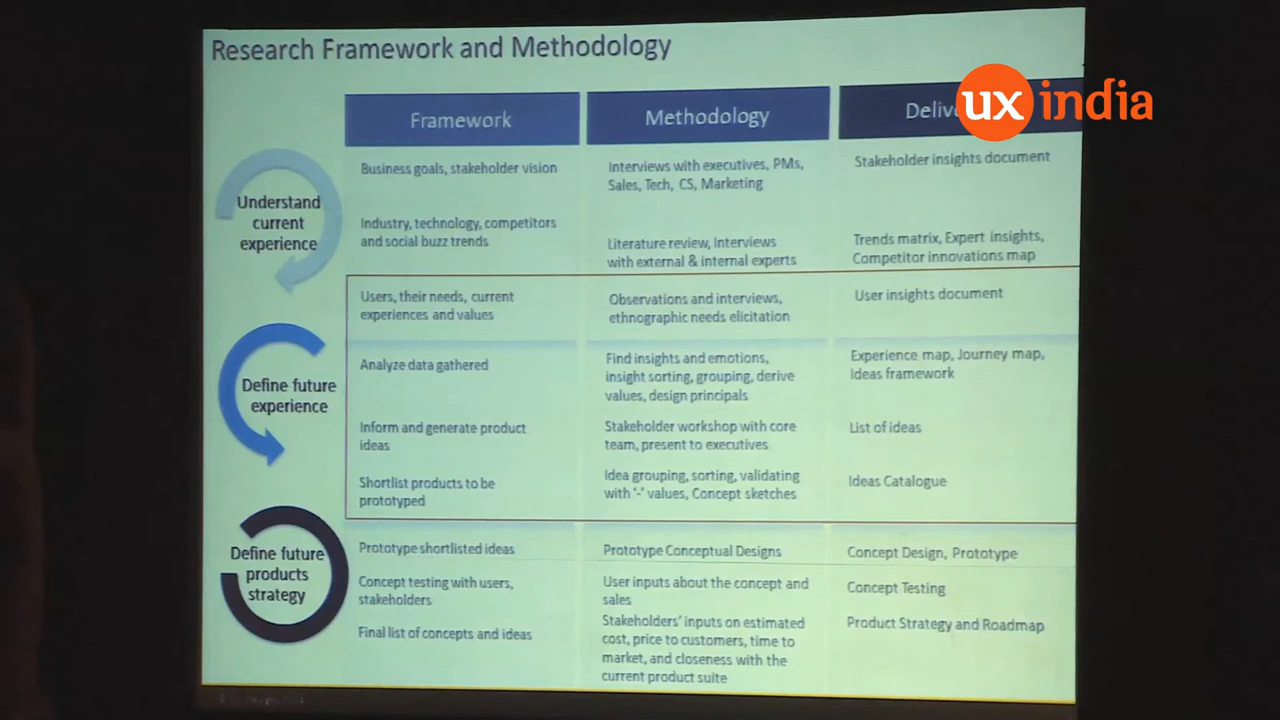 Research Framework and Methodology
ux india
Framework
Methodology
Understand
current
experience
Business goals, stakeholder vision
Interviews with executives, PMs,
Sales, Tech, CS, Marketing
Stakeholder insights document
Industry, technology, competitors
and social buzz trends
Literature review, Interviews
with external & internal experts
Trends matrix, Expert insights,
Competitor innovations map
Users, their needs, current
experiences and values
Observations and interviews,
ethnographic needs elicitation
User insights document
Define future
experience
Analyze data gathered
Find insights and emotions,
insight sorting, grouping, derive
values, design principals
Experience map, Journey map,
Ideas framework
Inform and generate product
ideas
Stakeholder workshop with core
team, present to executives
List of ideas
Shortlist products to be
prototyped
Idea grouping, sorting, validating
with '-' values, Concept sketches
Ideas Catalogue
Define future
products
strategy
Prototype shortlisted ideas
Prototype Conceptual Designs
Concept Design, Prototype
Concept testing with users,
stakeholders
User inputs about the concept and
sales
Concept Testing
Final list of concepts and ideas
Stakeholders' inputs on estimated
cost, price to customers, time to
market, and closeness with the
current product suite
Product Strategy and Roadmap